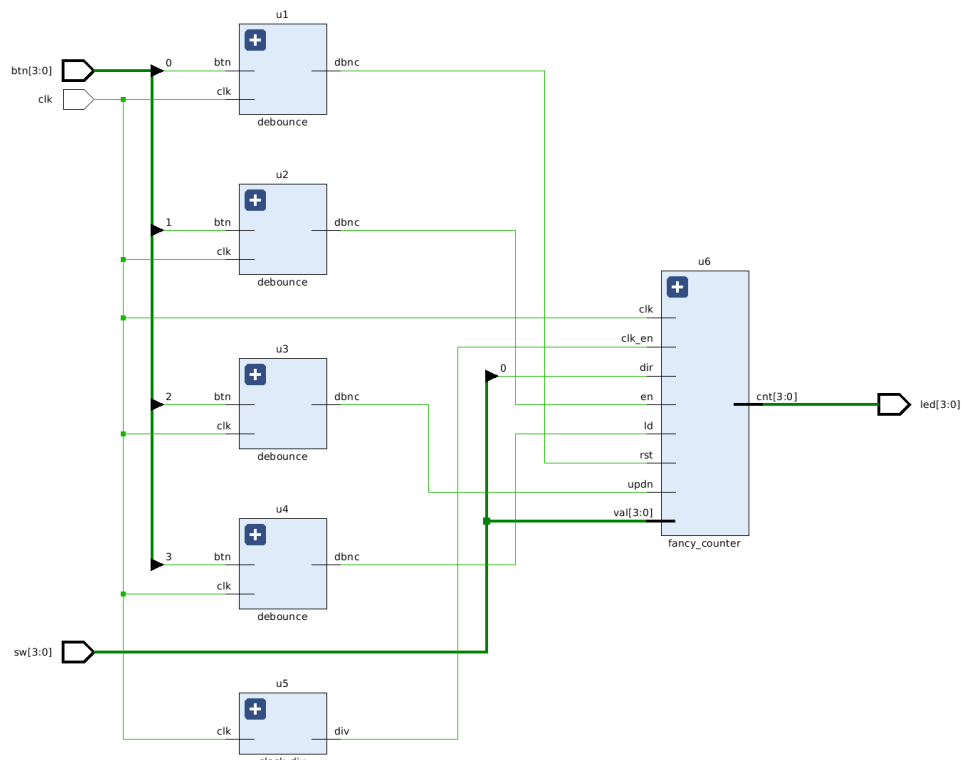 u1
btn[3:0]
0
btn
dbnc
clk
clk
debounce
u2
1
btn
dbnc
clk
debounce
u6
clk
clk_en
u3
0
dir
2
btn
dbnc
en
cnt[3:0]
led[3:0]
clk
ld
debounce
rst
updn
u4
val[3:0]
fancy_counter
3
btn
dbnc
clk
debounce
sw[3:0]
u5
clk
div